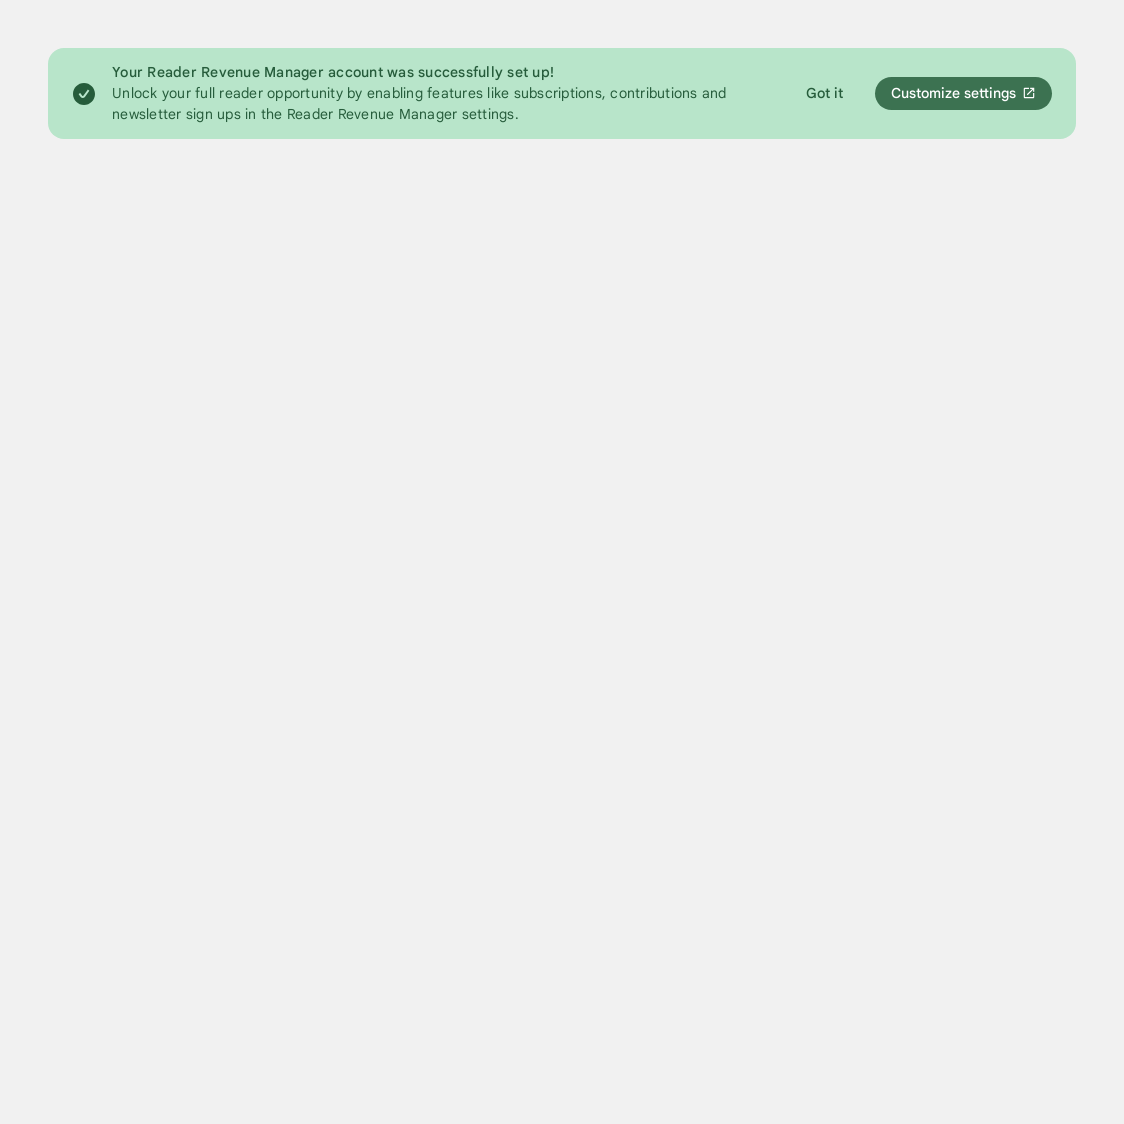 Your Reader Revenue Manager account was successfully set up!
Unlock your full reader opportunity by enabling features like subscriptions, contributions and
newsletter sign ups in the Reader Revenue Manager settings.
Got it
Customize settings